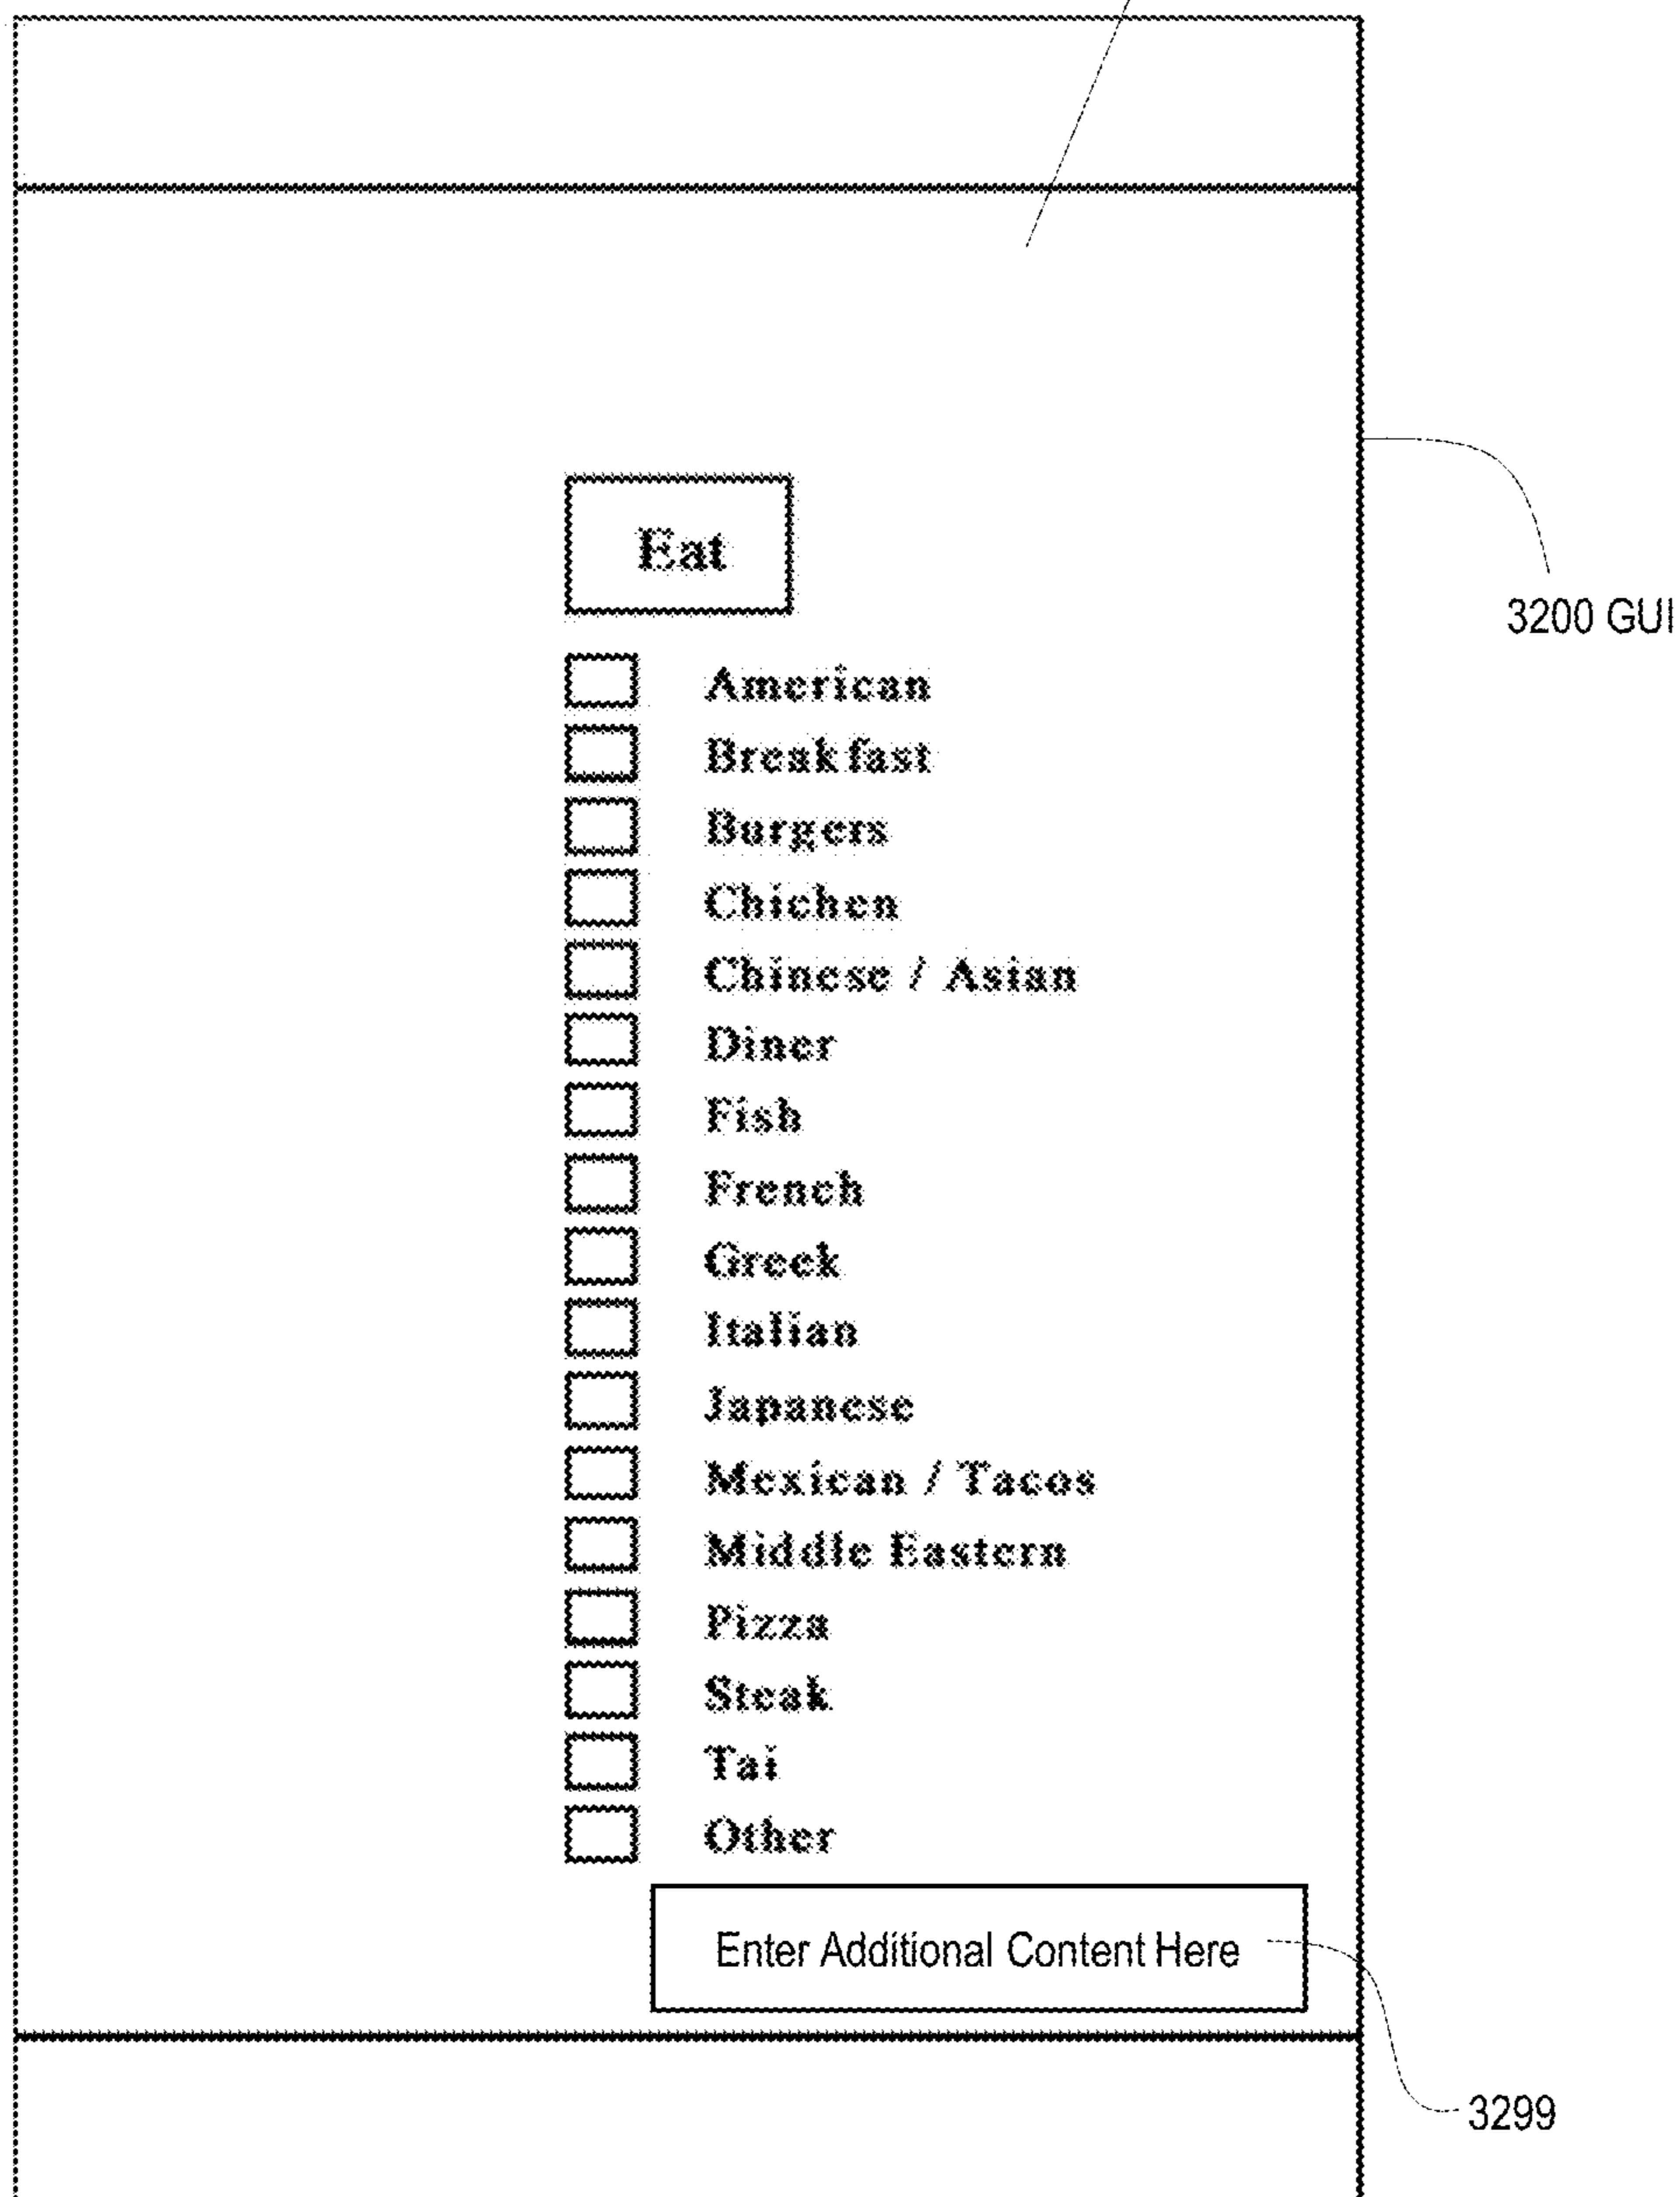 Eat
3200 GUI
American
Breakfast
Burgers
Chichen
Chinese / Asian
Diner
Fish
French
Greek
Italian
Japanese
Mexican / Tacos
Middle Eastern
Pizza
Steak
Tai
Other
Enter Additional Content Here
3299